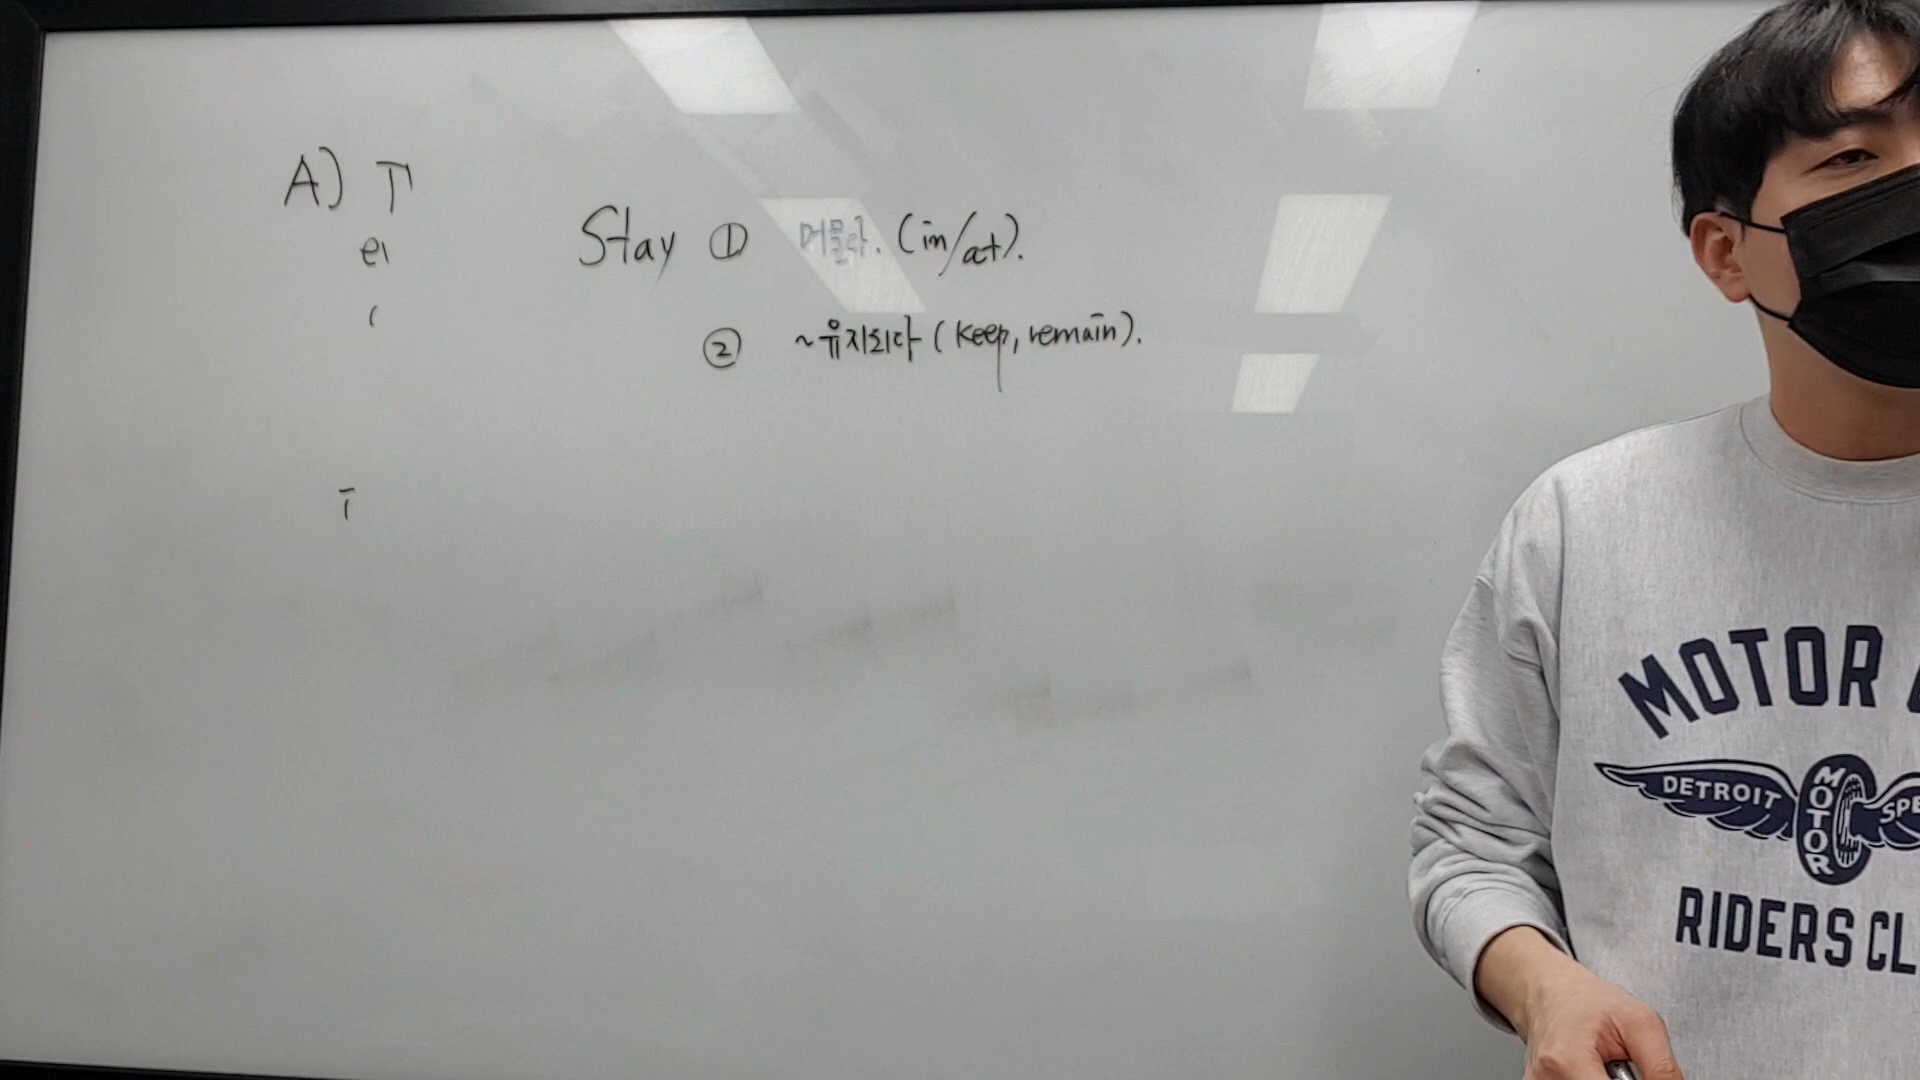 A) T
Stay ① 머물다. (in/at).
② ~유지되다 (keep, remain).
MOTOR
DETROIT
MOTOR
SPE
RIDERS CL